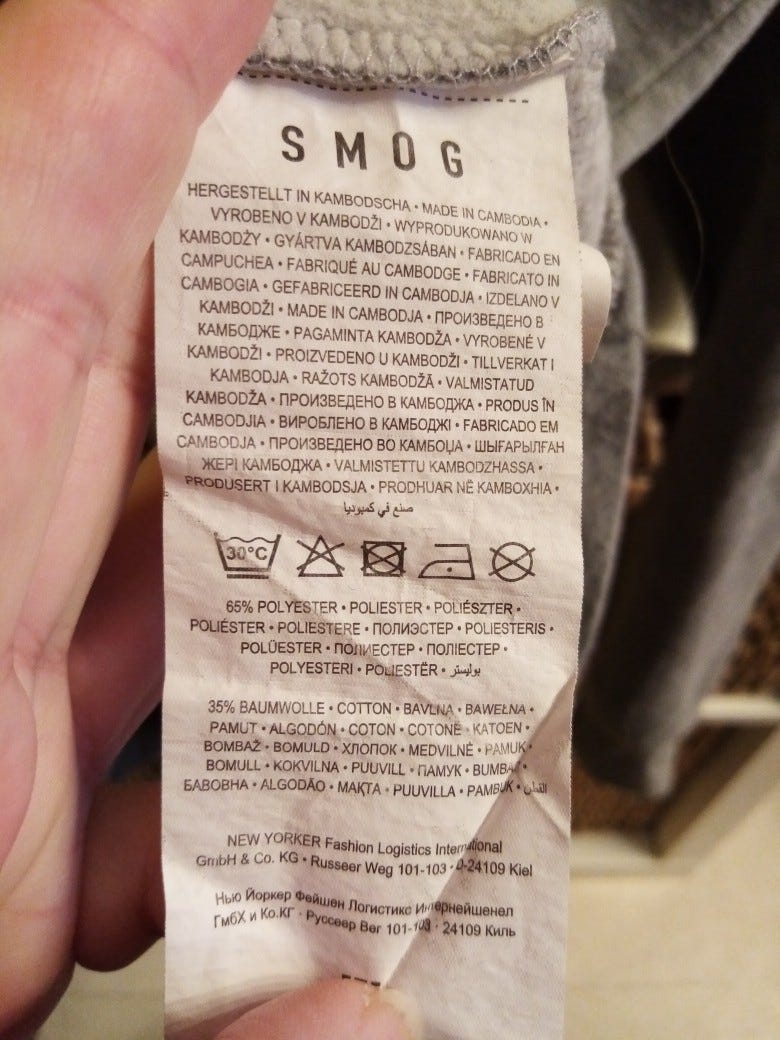 SMOG
HERGESTELLT IN KAMBODSCHA • MADE IN CAMBODIA •
VYROBENO V KAMBODŽI • WYPRODUKOWANO W
KAMBODŻY • GYÁRTVA KAMBODZSÁBAN • FABRICADO EN
CAMPUCHEA • FABRIQUÉ AU CAMBODGE • FABRICATO IN
CAMBOGIA • GEFABRICEERD IN CAMBODJA • IZDELANO V
KAMBODŽI • MADE IN CAMBODJA • ПРОИЗВЕДЕНО В
КАМБОДЖЕ • PAGAMINTA KAMBODŽA • VYROBENÉ V
KAMBODŽI • PROIZVEDENO U KAMBODŽI • TILLVERKAT I
KAMBODJA • RAŽOTS KAMBODŽĀ • VALMISTATUD
KAMBODŽA • ПРОИЗВЕДЕНО В КАМБОДЖА • PRODUS ÎN
CAMBODJIA • ВИРОБЛЕНО В КАМБОДЖІ • FABRICADO EM
CAMBODJA • ПРОИЗВЕДЕНО ВО КАМБОЏА • ШЫҒАРЫЛҒАН
ЖЕРІ КАМБОДЖА • VALMISTETTU KAMBODZHASSA •
PRODUSERT I KAMBODSJA • PRODHUAR NË KAMBOXHIA •
صنع في كمبوديا
30°C
65% POLYESTER • POLIESTER • POLIÉSZTER •
POLIÉSTER • POLIESTERE • ПОЛИЭСТЕР • POLIESTERIS •
POLÜESTER • ПОЛИЕСТЕР • ПОЛІЕСТЕР •
POLYESTERI • POLIESTËR • بوليستر
35% BAUMWOLLE • COTTON • BAVLNA • BAWEŁNA •
PAMUT • ALGODÓN • COTON • COTONE • KATOEN •
BOMBAŽ • BOMULD • ХЛОПОК • MEDVILNĖ • PAMUK •
BOMULL • KOKVILNA • PUUVILL • ПАМУК • BUMBAC
БАВОВНА • ALGODÃO • МАҚТА • PUUVILLA • PAMBUK • القطن
NEW YORKER Fashion Logistics International
GmbH & Co. KG • Russeer Weg 101-103 • D-24109 Kiel
Нью Йоркер Фейшен Логистикс Интернейшенел
ГмбХ и Ко.КГ · Руссеер Вег 101-103 · 24109 Киль